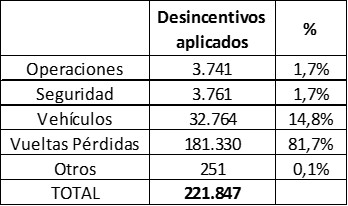 Desincentivos aplicados %
Operaciones 3.741 1,7%
Seguridad 3.761 1,7%
Vehículos 32.764 14,8%
Vueltas Pérdidas 181.330 81,7%
Otros 251 0,1%
TOTAL 221.847